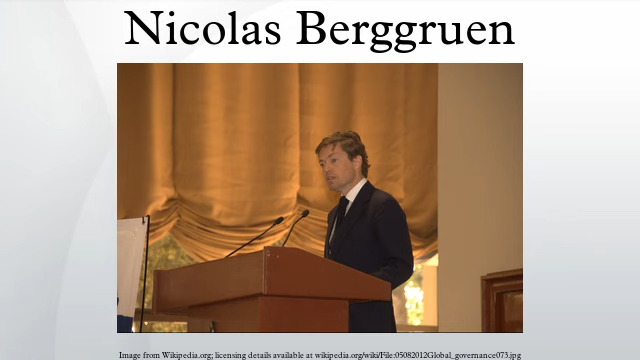 Nicolas Berggruen
Image from Wikipedia.org; licensing details available at wikipedia.org/wiki/File:05082012Global_governance073.jpg